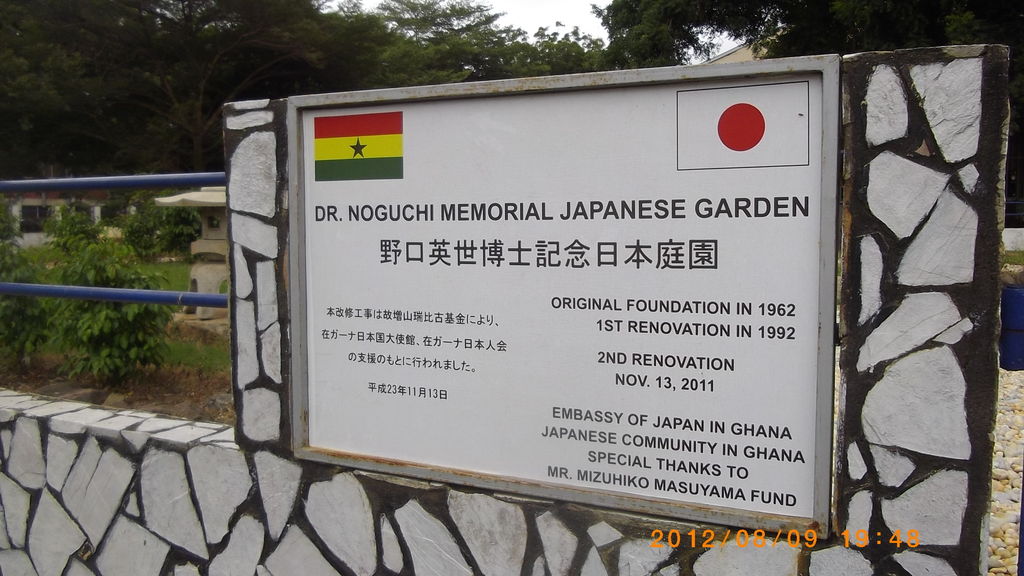 DR. NOGUCHI MEMORIAL JAPANESE GARDEN
野口英世博士記念日本庭園
本改修工事は故増山瑞比古基金により、
在ガーナ日本国大使館、在ガーナ日本人会
の支援のもとに行われました。
平成23年11月13日
ORIGINAL FOUNDATION IN 1962
1ST RENOVATION IN 1992
2ND RENOVATION
NOV. 13, 2011
EMBASSY OF JAPAN IN GHANA
JAPANESE COMMUNITY IN GHANA
SPECIAL THANKS TO
MR. MIZUHIKO MASUYAMA FUND
2012/08/09 19:48